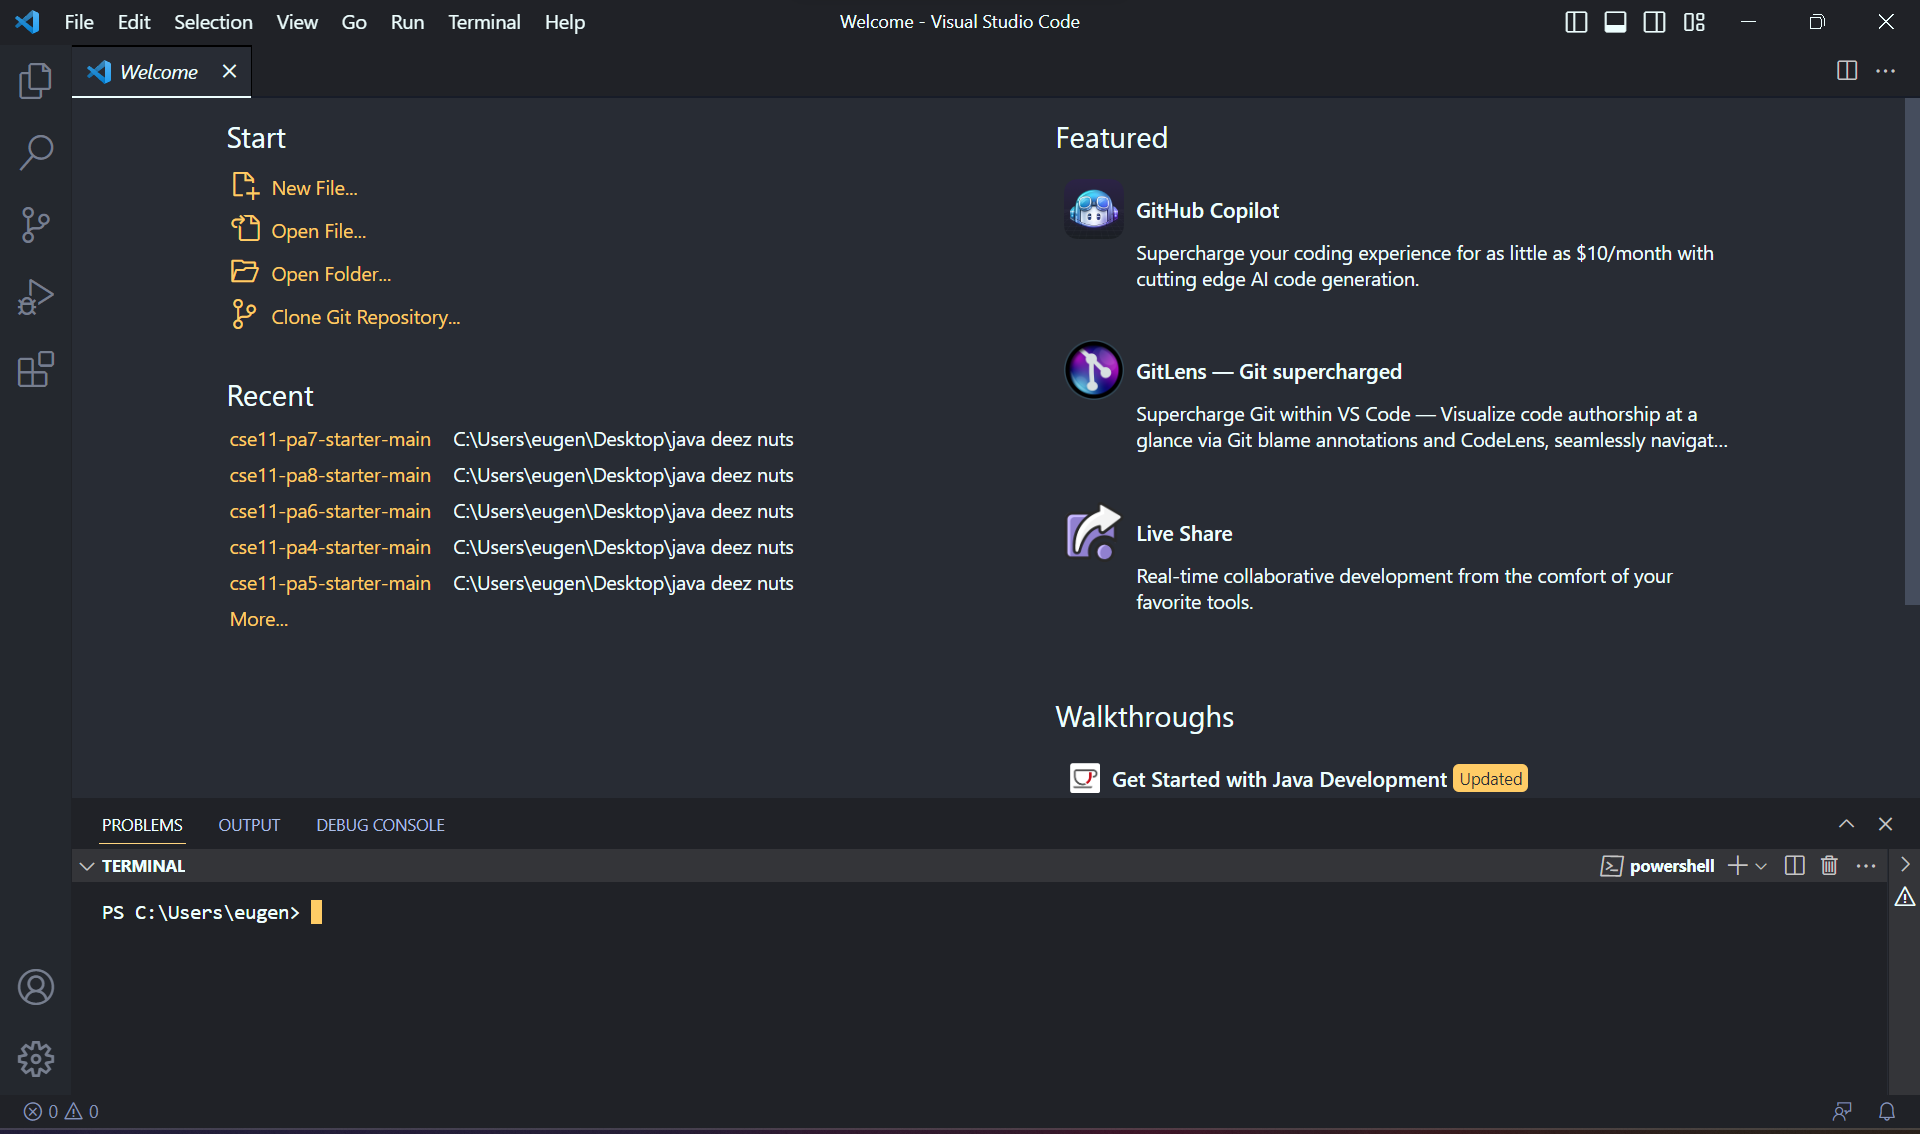 File Edit Selection View Go Run Terminal Help Welcome - Visual Studio Code
Welcome
Start
New File...
Open File...
Open Folder...
Clone Git Repository...
Recent
cse11-pa7-starter-main C:\Users\eugen\Desktop\java deez nuts
cse11-pa8-starter-main C:\Users\eugen\Desktop\java deez nuts
cse11-pa6-starter-main C:\Users\eugen\Desktop\java deez nuts
cse11-pa4-starter-main C:\Users\eugen\Desktop\java deez nuts
cse11-pa5-starter-main C:\Users\eugen\Desktop\java deez nuts
More...
Featured
GitHub Copilot
Supercharge your coding experience for as little as $10/month with
cutting edge AI code generation.
GitLens — Git supercharged
Supercharge Git within VS Code — Visualize code authorship at a
glance via Git blame annotations and CodeLens, seamlessly navigat...
Live Share
Real-time collaborative development from the comfort of your
favorite tools.
Walkthroughs
Get Started with Java Development Updated
PROBLEMS OUTPUT DEBUG CONSOLE
TERMINAL powershell
PS C:\Users\eugen>
0 0